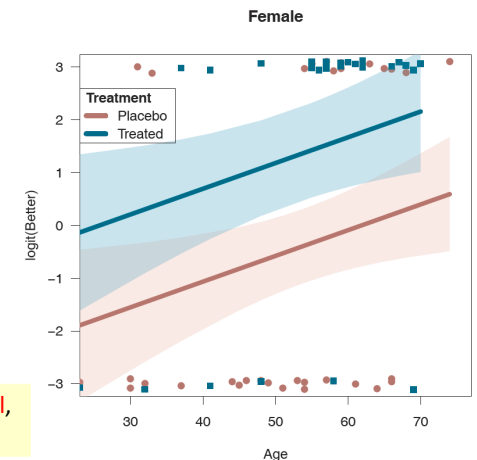 Female
3
2
1
0
−1
−2
−3
logit(Better)
Treatment
Placebo
Treated
30
40
50
60
70
Age
l,